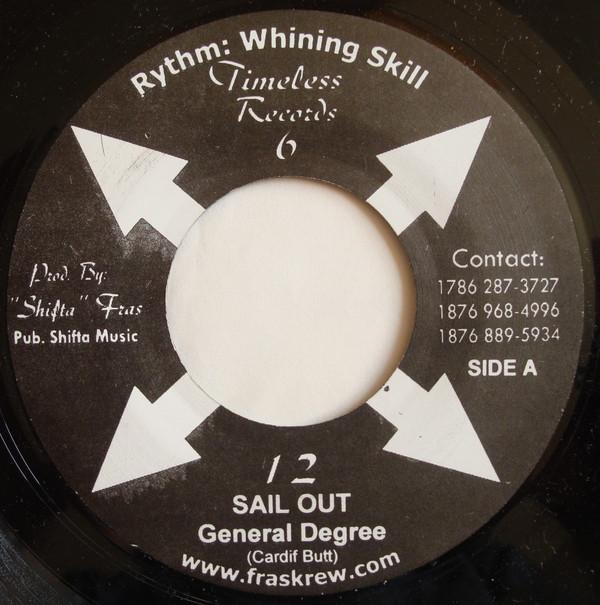 Rythm: Whining Skill
Timeless
Records
6
Prod. By:
"Shifta" Fras
Pub. Shifta Music
Contact:
1786 287-3727
1876 968-4996
1876 889-5934
SIDE A
12
SAIL OUT
General Degree
(Cardif Butt)
www.fraskrew.com